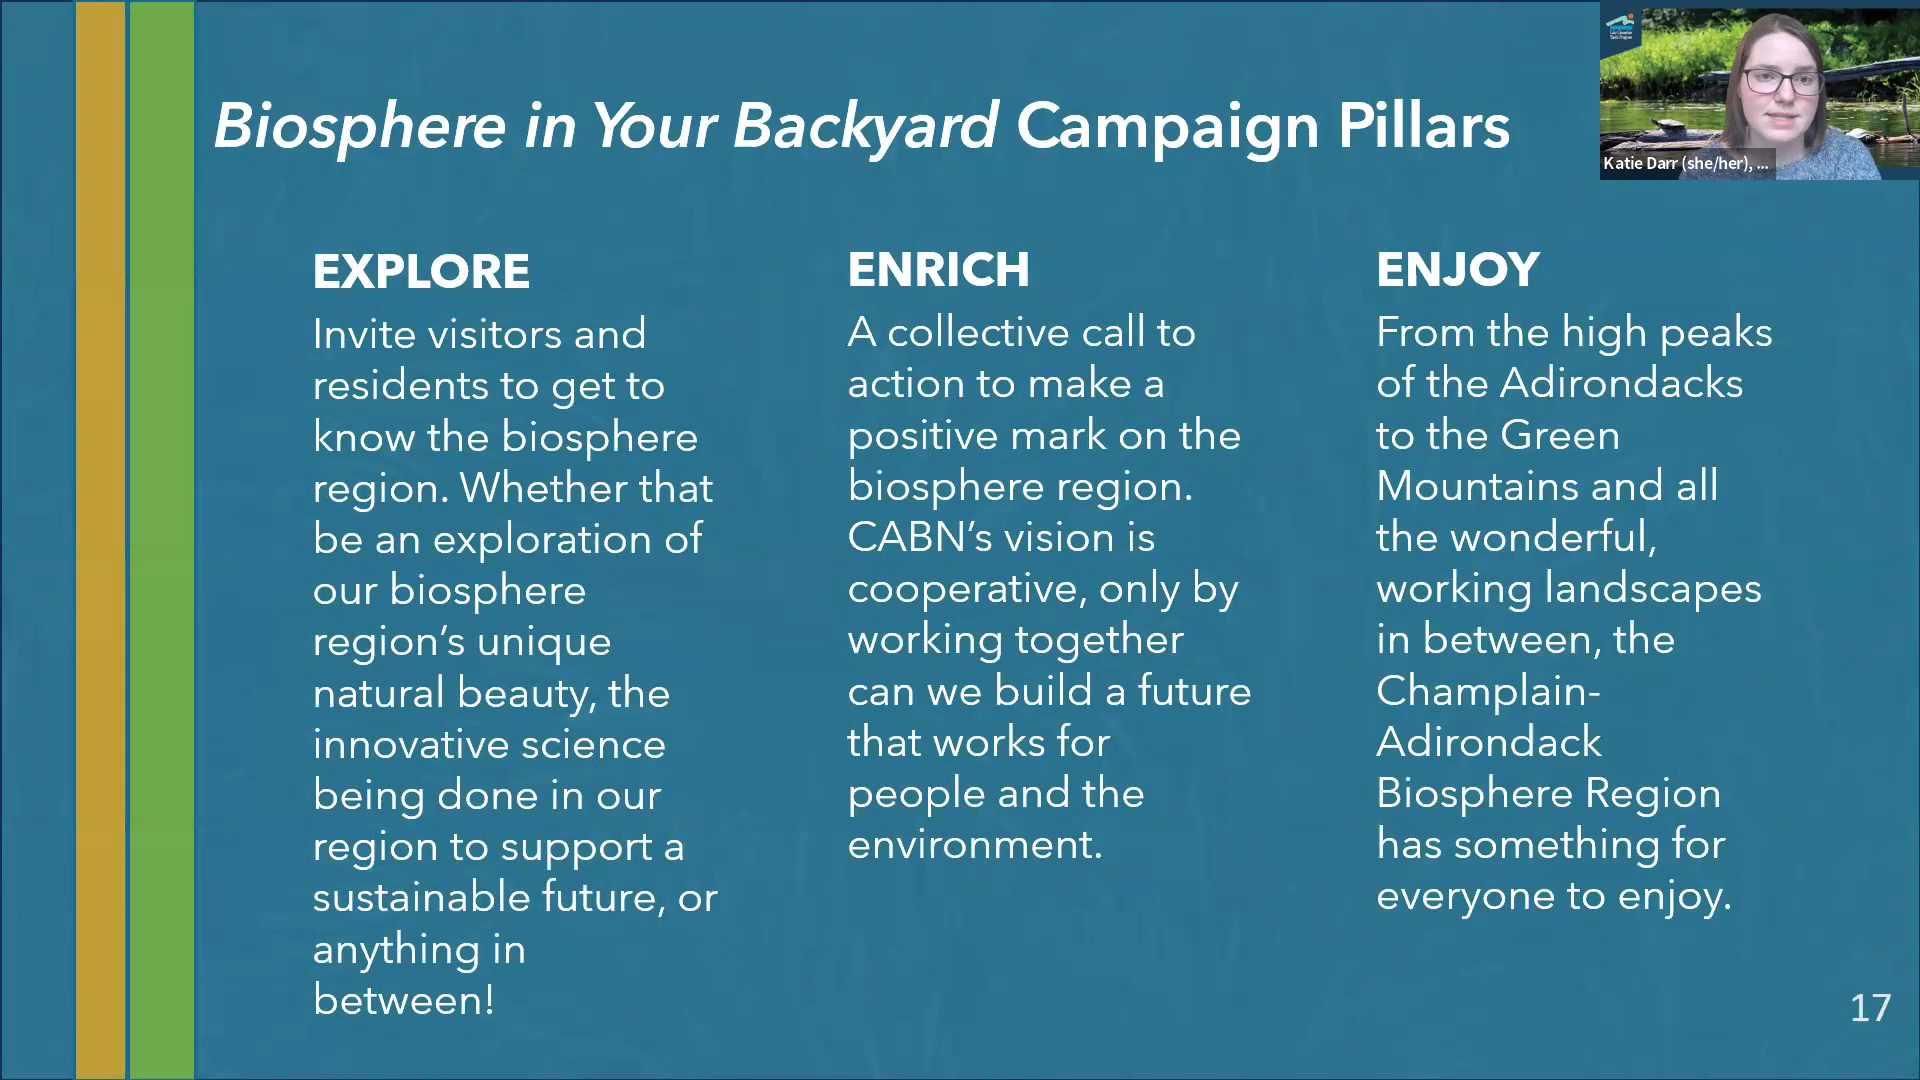 Biosphere in Your Backyard Campaign Pillars
EXPLORE
Invite visitors and
residents to get to
know the biosphere
region. Whether that
be an exploration of
our biosphere
region’s unique
natural beauty, the
innovative science
being done in our
region to support a
sustainable future, or
anything in
between!
ENRICH
A collective call to
action to make a
positive mark on the
biosphere region.
CABN’s vision is
cooperative, only by
working together
can we build a future
that works for
people and the
environment.
ENJOY
From the high peaks
of the Adirondacks
to the Green
Mountains and all
the wonderful,
working landscapes
in between, the
Champlain-
Adirondack
Biosphere Region
has something for
everyone to enjoy.
17
Lake Champlain
Basin Program
Katie Darr (she/her), ...